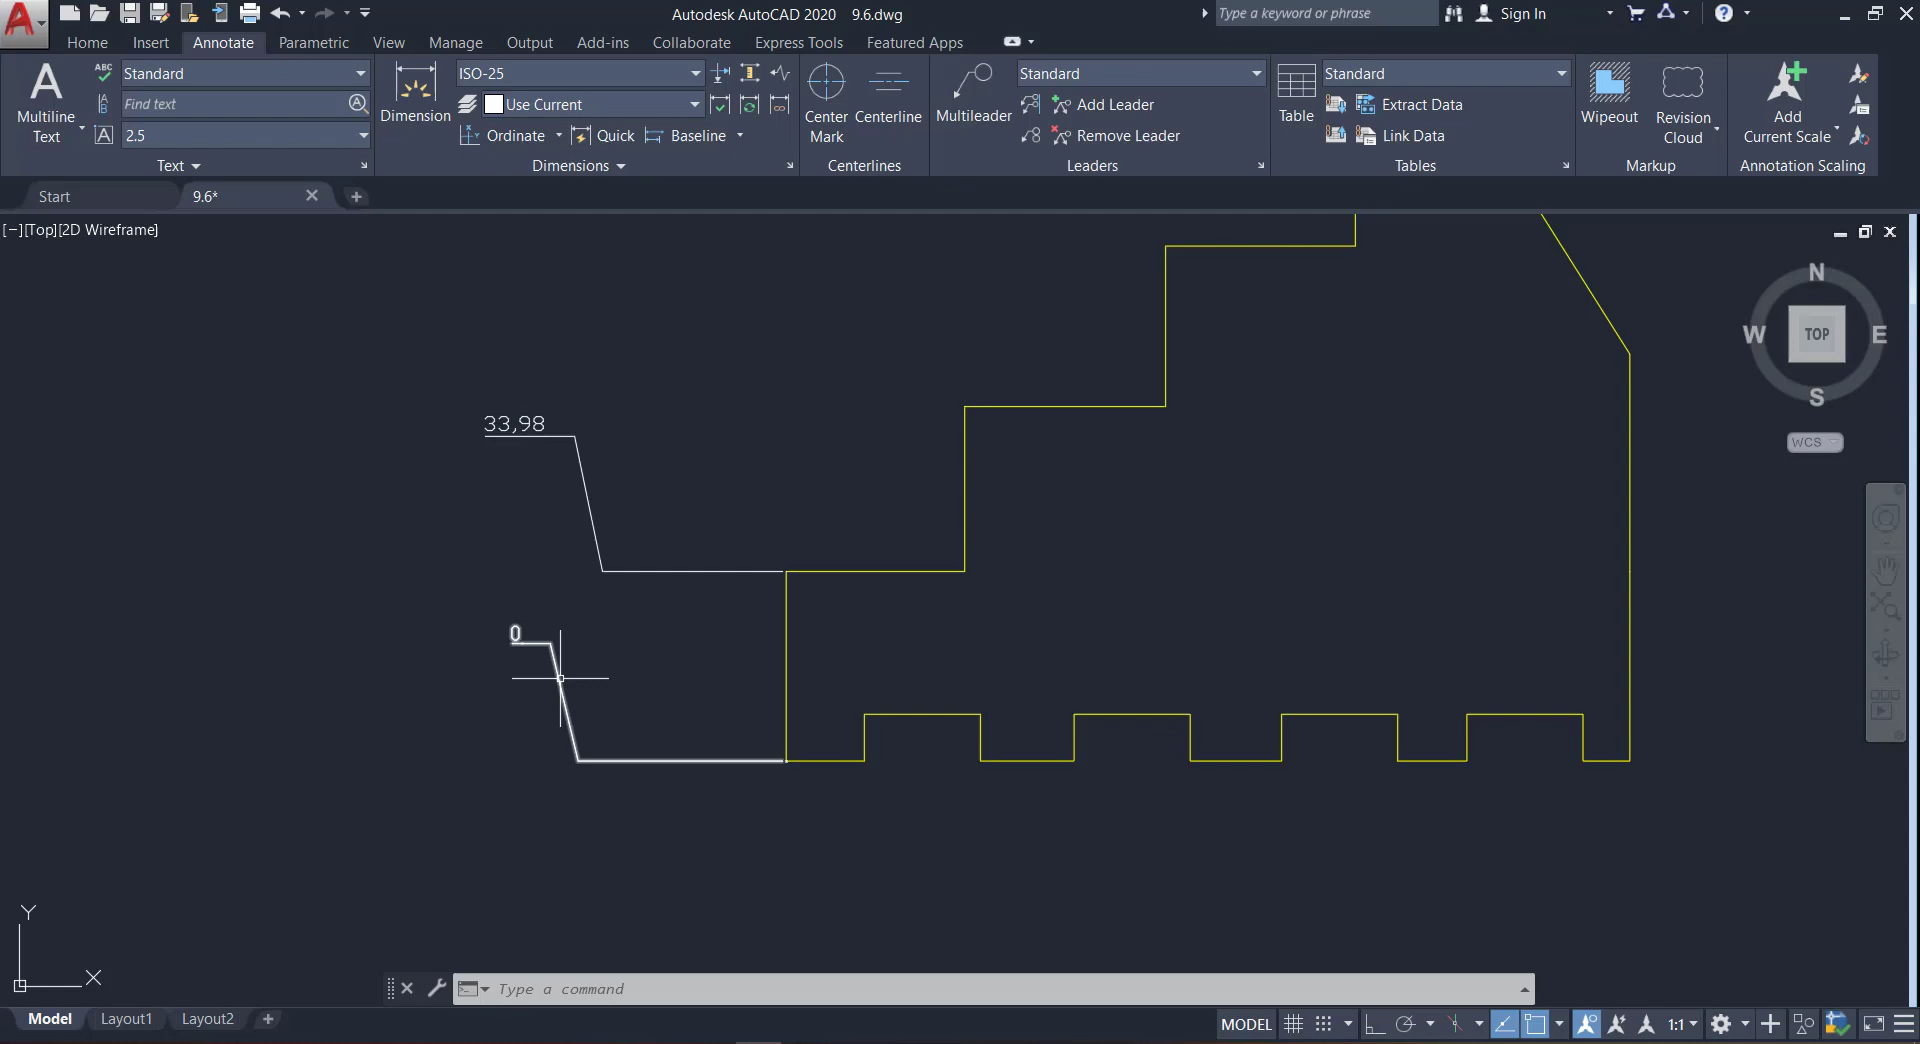 Autodesk AutoCAD 2020 9.6.dwg
Type a keyword or phrase
Sign In
Home Insert Annotate Parametric View Manage Output Add-ins Collaborate Express Tools Featured Apps
Multiline Text
ABC
Standard
Find text
2.5
Text
Dimension
ISO-25
Use Current
Ordinate Quick Baseline
Dimensions
Center Mark
Centerline
Centerlines
Multileader
Standard
Add Leader
Remove Leader
Leaders
Table
Standard
Extract Data
Link Data
Tables
Wipeout
Revision Cloud
Markup
Add Current Scale
Annotation Scaling
Start
9.6*
[−][Top][2D Wireframe]
N
W TOP E
S
WCS
33,98
0
Y
X
Type a command
Model Layout1 Layout2
MODEL
1:1